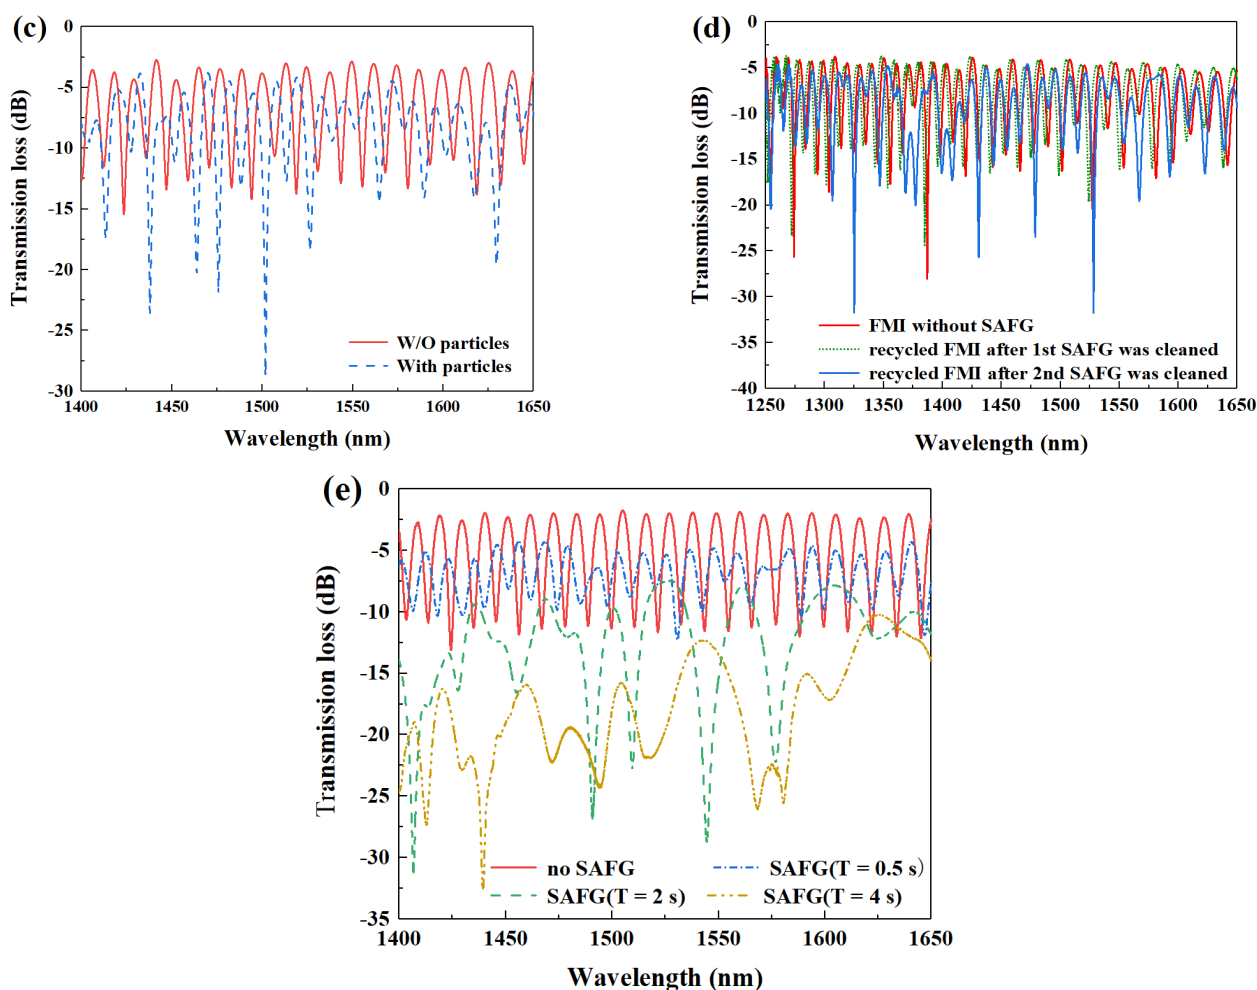 (c)
0
-5
-10
-15
-20
-25
-30
Transmission loss (dB)
W/O particles
With particles
1400
1450
1500
1550
1600
1650
Wavelength (nm)
(d)
0
-5
-10
-15
-20
-25
-30
-35
-40
Transmission loss (dB)
FMI without SAFG
recycled FMI after 1st SAFG was cleaned
recycled FMI after 2nd SAFG was cleaned
1250
1300
1350
1400
1450
1500
1550
1600
1650
Wavelength (nm)
(e)
0
-5
-10
-15
-20
-25
-30
-35
Transmission loss (dB)
no SAFG
SAFG(T = 0.5 s）
SAFG(T = 2 s)
SAFG(T = 4 s)
1400
1450
1500
1550
1600
1650
Wavelength (nm)